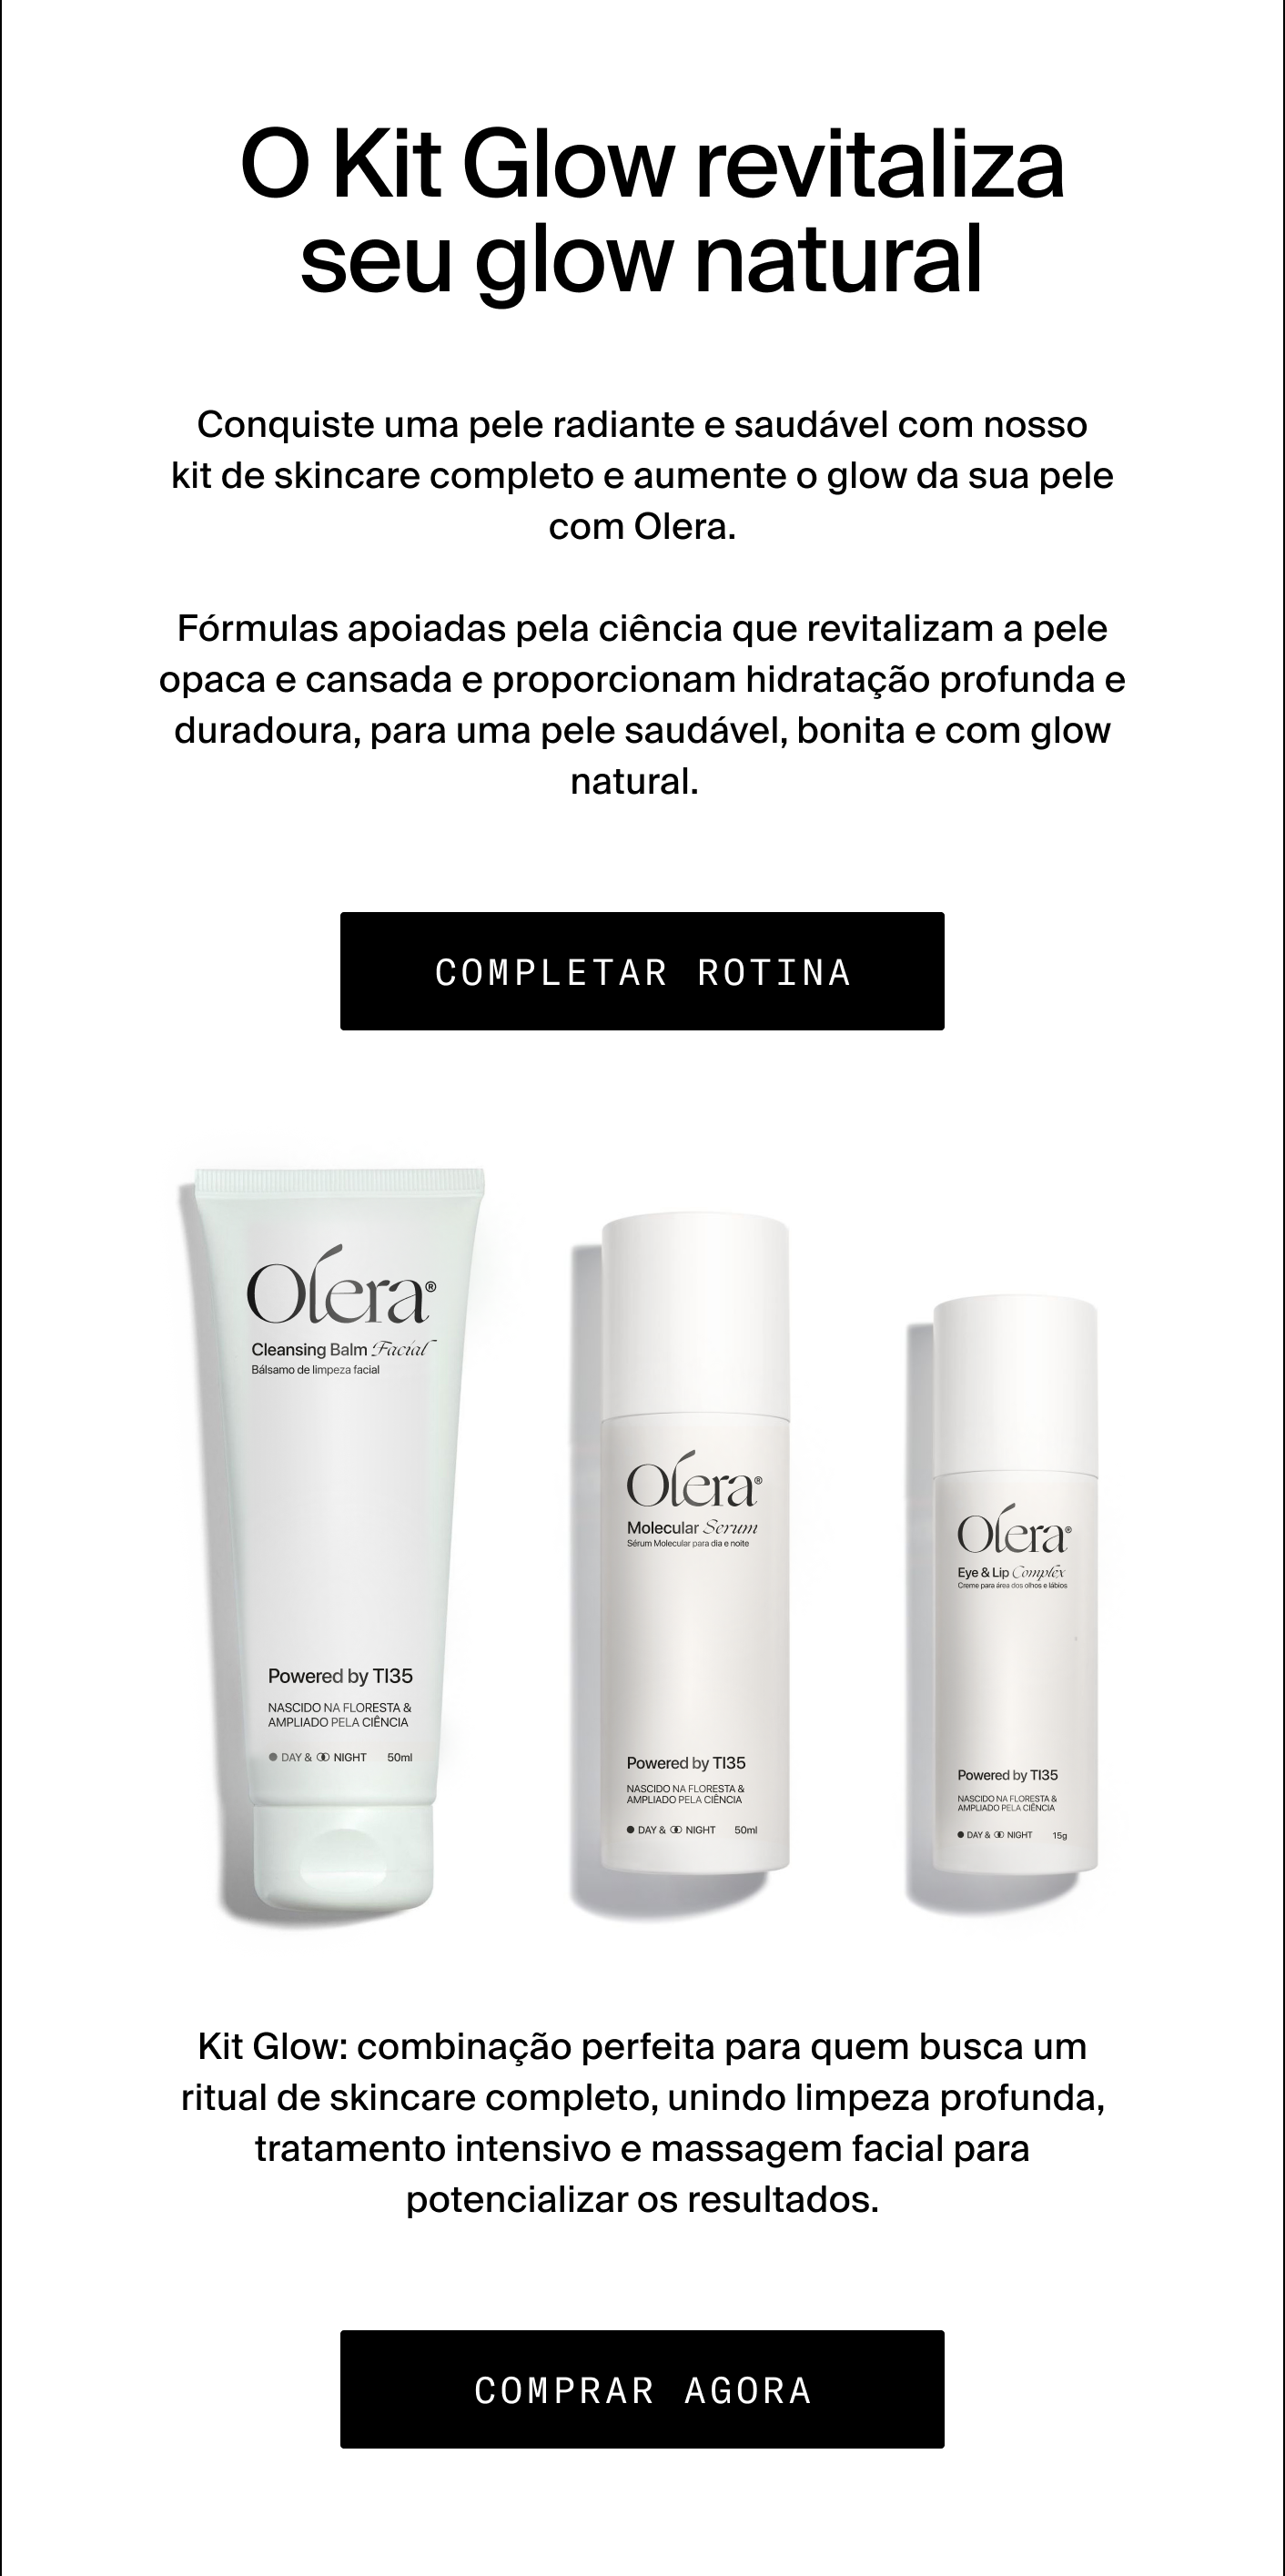 O Kit Glow revitaliza
seu glow natural
Conquiste uma pele radiante e saudável com nosso
kit de skincare completo e aumente o glow da sua pele
com Olera.
Fórmulas apoiadas pela ciência que revitalizam a pele
opaca e cansada e proporcionam hidratação profunda e
duradoura, para uma pele saudável, bonita e com glow
natural.
COMPLETAR ROTINA
Olera®
Cleansing Balm Facial
Bálsamo de limpeza facial
Powered by TI35
NASCIDO NA FLORESTA &
AMPLIADO PELA CIÊNCIA
DAY & NIGHT 50ml
Olera®
Molecular Serum
Sérum Molecular para dia e noite
Powered by TI35
NASCIDO NA FLORESTA &
AMPLIADO PELA CIÊNCIA
DAY & NIGHT 50ml
Olera®
Eye & Lip Complex
Creme para área dos olhos e lábios
Powered by TI35
NASCIDO NA FLORESTA &
AMPLIADO PELA CIÊNCIA
DAY & NIGHT 15g
Kit Glow: combinação perfeita para quem busca um
ritual de skincare completo, unindo limpeza profunda,
tratamento intensivo e massagem facial para
potencializar os resultados.
COMPRAR AGORA